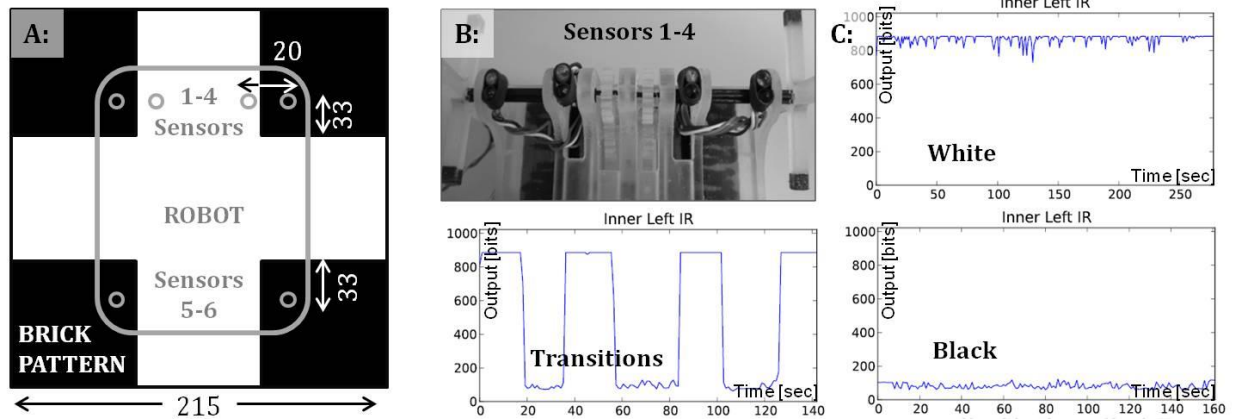 A:
20
1-4
Sensors
33
ROBOT
Sensors
5-6
33
BRICK
PATTERN
215
B:
Sensors 1-4
Inner Left IR
Output [bits]
1000
800
600
400
200
0
Transitions
Time [sec]
0 20 40 60 80 100 120 140
C:
Inner Left IR
Output [bits]
1000
800
600
400
200
0
White
Time [sec]
0 50 100 150 200 250
Inner Left IR
Output [bits]
1000
800
600
400
200
0
Black
Time [sec]
0 20 40 60 80 100 120 140 160